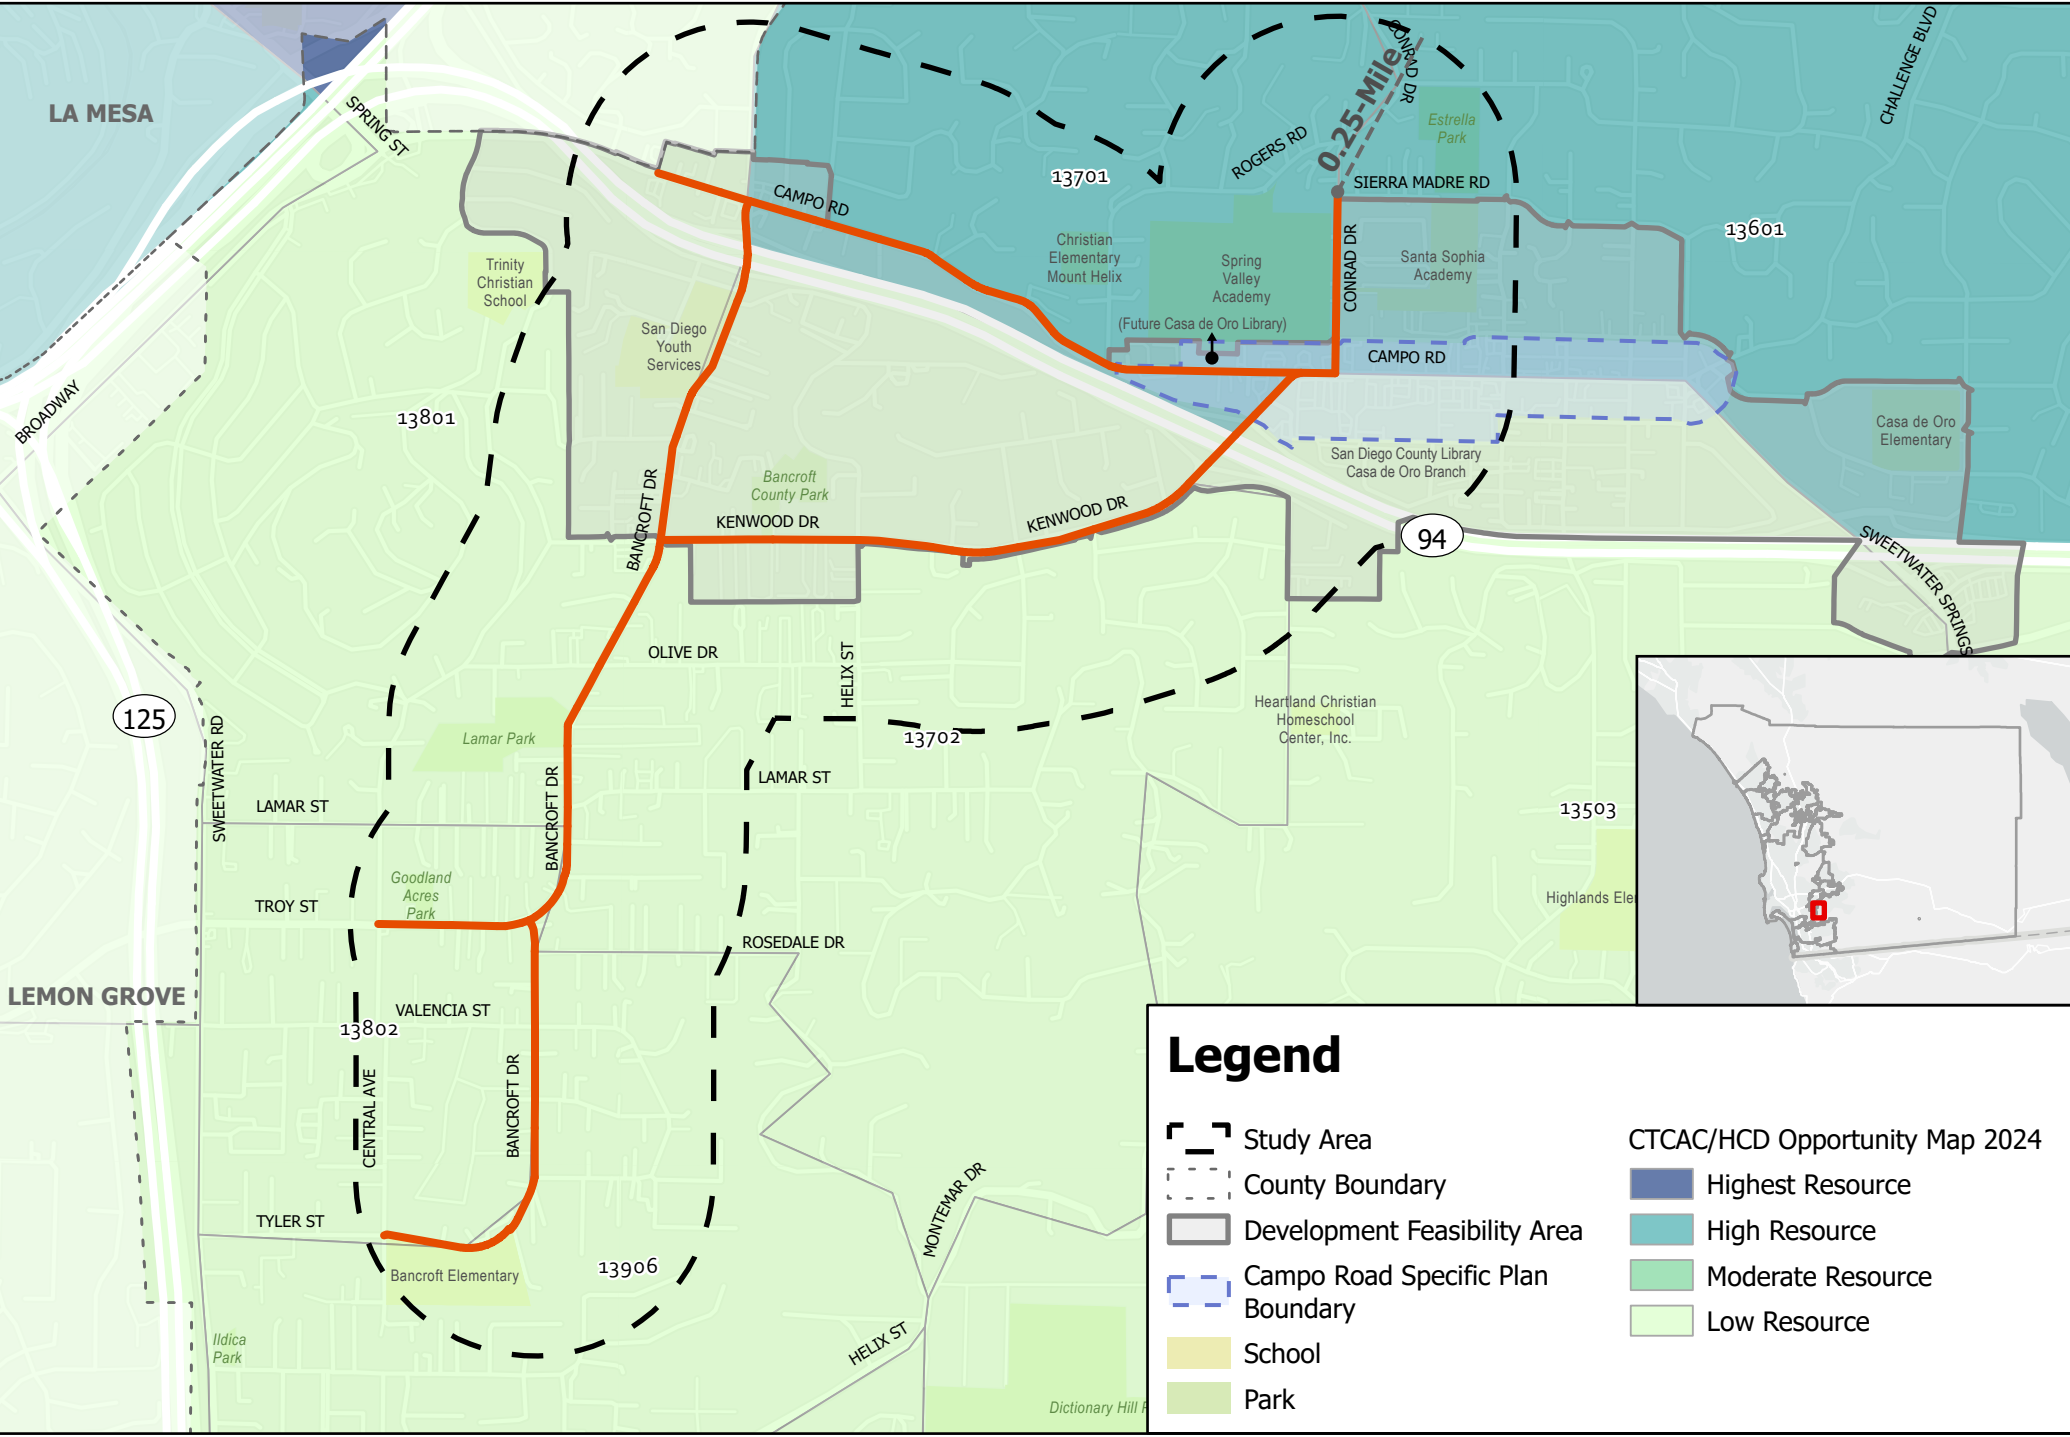 LA MESA
SPRING ST
CONRAD DR
CHALLENGE BLVD
0.25-Mile
Estrella
Park
ROGERS RD
13701
SIERRA MADRE RD
CAMPO RD
13601
Christian
Elementary
Mount Helix
Spring
Valley
Academy
CONRAD DR
Santa Sophia
Academy
Trinity
Christian
School
San Diego
Youth
Services
(Future Casa de Oro Library)
CAMPO RD
BROADWAY
13801
Casa de Oro
Elementary
San Diego County Library
Casa de Oro Branch
Bancroft
County Park
BANCROFT DR
KENWOOD DR
KENWOOD DR
94
SWEETWATER SPRINGS
OLIVE DR
HELIX ST
125
SWEETWATER RD
Lamar Park
13702
Heartland Christian
Homeschool
Center, Inc.
LAMAR ST
LAMAR ST
BANCROFT DR
13503
Goodland
Acres
Park
TROY ST
Highlands Ele
ROSEDALE DR
LEMON GROVE
VALENCIA ST
13802
CENTRAL AVE
BANCROFT DR
TYLER ST
MONTEMAR DR
Bancroft Elementary
13906
Ildica
Park
HELIX ST
Dictionary Hill
Legend
Study Area
County Boundary
Development Feasibility Area
Campo Road Specific Plan
Boundary
School
Park
CTCAC/HCD Opportunity Map 2024
Highest Resource
High Resource
Moderate Resource
Low Resource